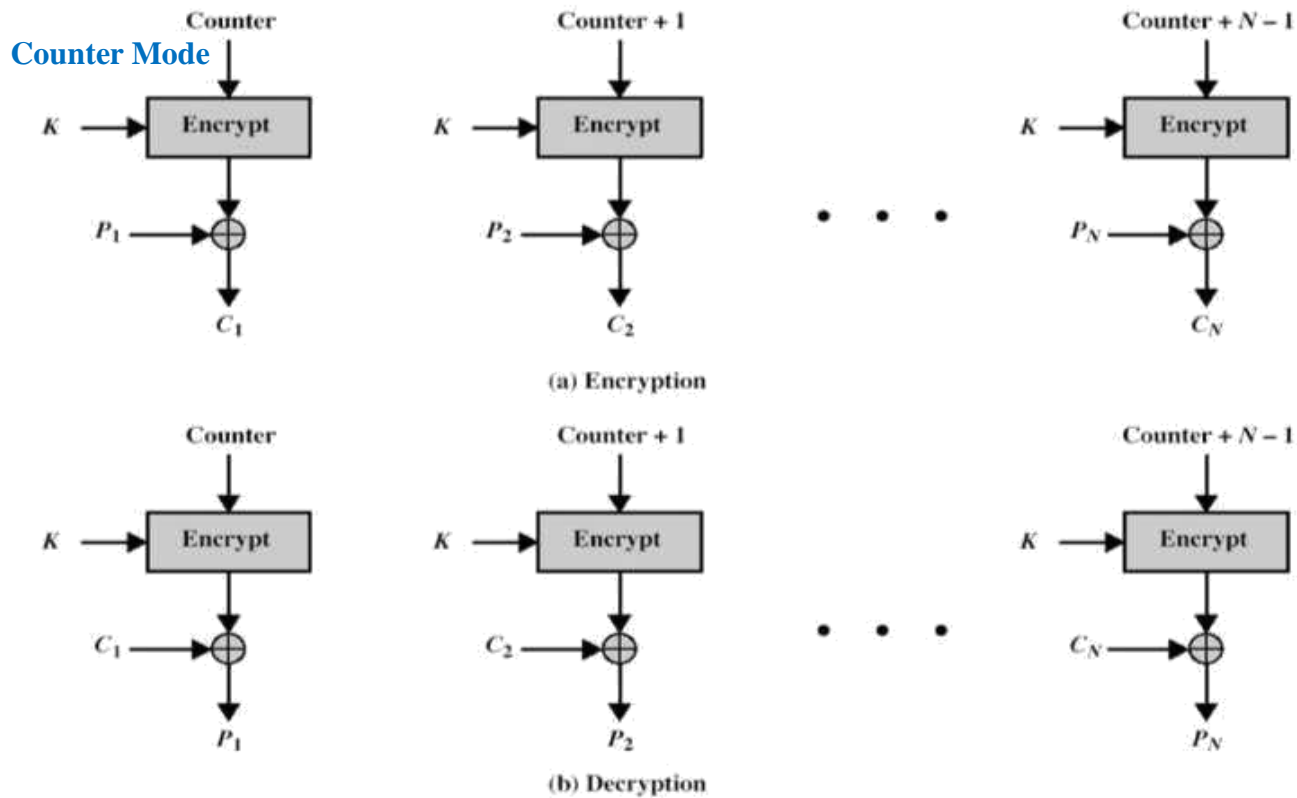 Counter Counter + 1 Counter + N – 1
Counter Mode
K Encrypt K Encrypt K Encrypt
P1 P2 PN
C1 C2 CN
(a) Encryption
Counter Counter + 1 Counter + N – 1
K Encrypt K Encrypt K Encrypt
C1 C2 CN
P1 P2 PN
(b) Decryption